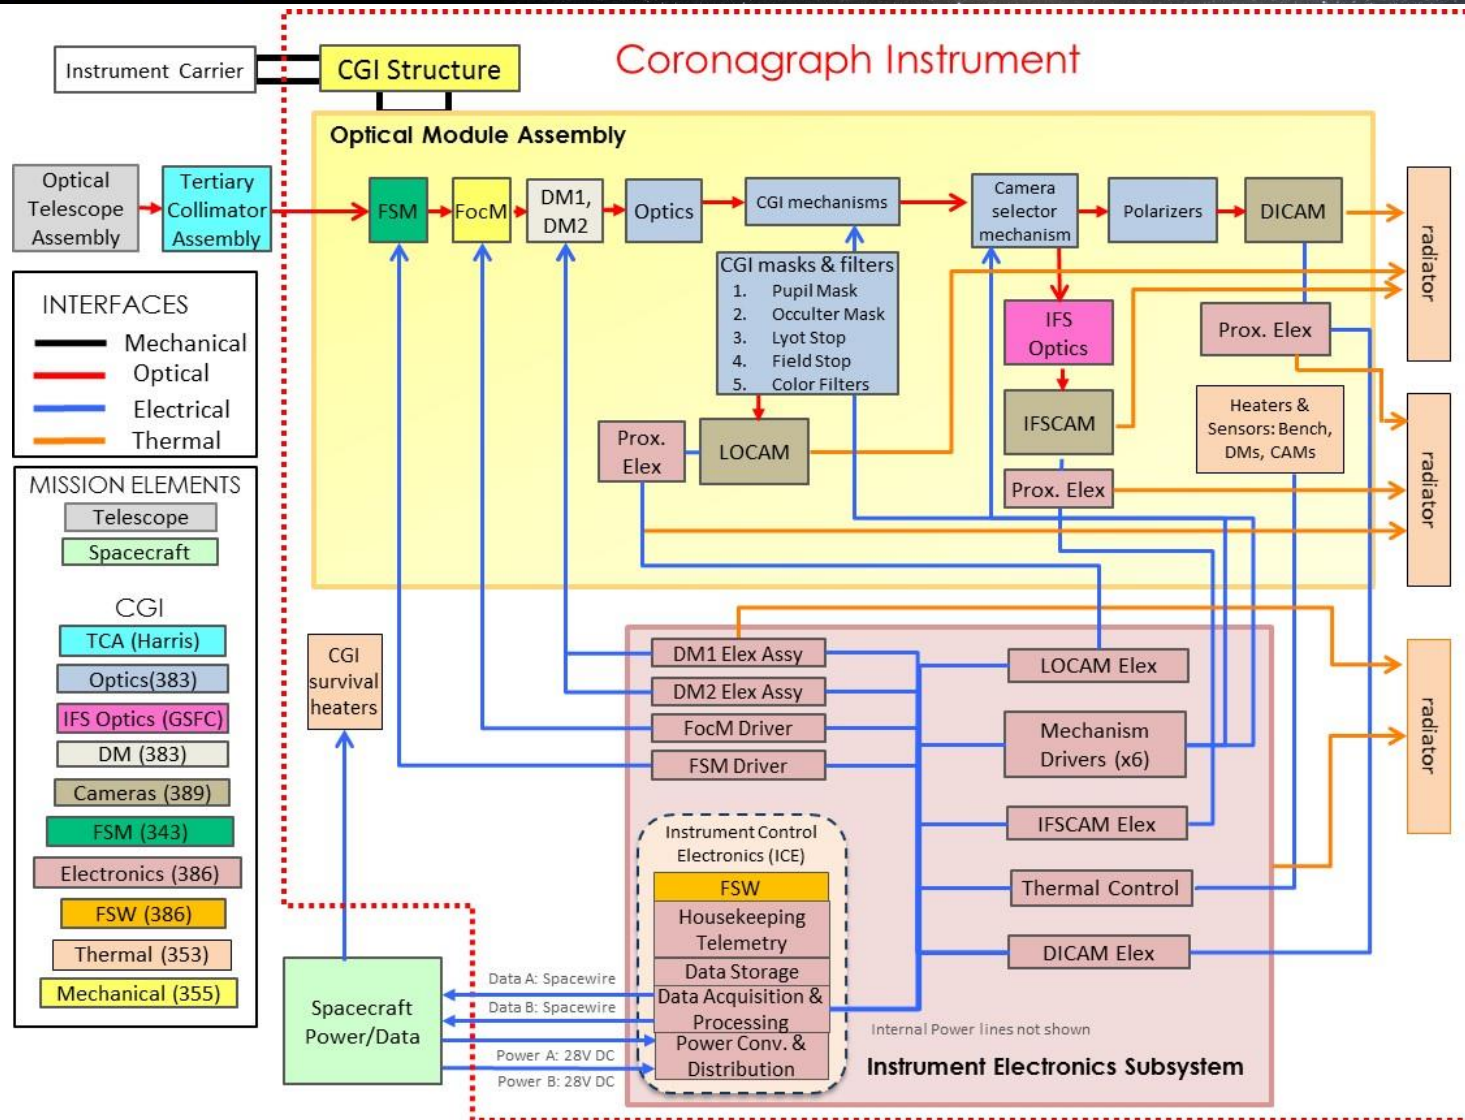 Coronagraph Instrument
Instrument Carrier
CGI Structure
Optical Module Assembly
Optical
Telescope
Assembly
Tertiary
Collimator
Assembly
FSM
FocM
DM1,
DM2
Optics
CGI mechanisms
Camera
selector
mechanism
Polarizers
DICAM
radiator
CGI masks & filters
1. Pupil Mask
2. Occulter Mask
3. Lyot Stop
4. Field Stop
5. Color Filters
IFS
Optics
Prox. Elex
IFSCAM
Heaters &
Sensors: Bench,
DMs, CAMs
Prox.
Elex
LOCAM
Prox. Elex
radiator
INTERFACES
Mechanical
Optical
Electrical
Thermal
MISSION ELEMENTS
Telescope
Spacecraft
CGI
TCA (Harris)
Optics(383)
IFS Optics (GSFC)
DM (383)
Cameras (389)
FSM (343)
Electronics (386)
FSW (386)
Thermal (353)
Mechanical (355)
CGI
survival
heaters
DM1 Elex Assy
DM2 Elex Assy
FocM Driver
FSM Driver
LOCAM Elex
Mechanism
Drivers (x6)
IFSCAM Elex
Thermal Control
DICAM Elex
radiator
Instrument Control
Electronics (ICE)
FSW
Housekeeping
Telemetry
Data Storage
Data Acquisition &
Processing
Power Conv. &
Distribution
Spacecraft
Power/Data
Data A: Spacewire
Data B: Spacewire
Power A: 28V DC
Power B: 28V DC
Internal Power lines not shown
Instrument Electronics Subsystem